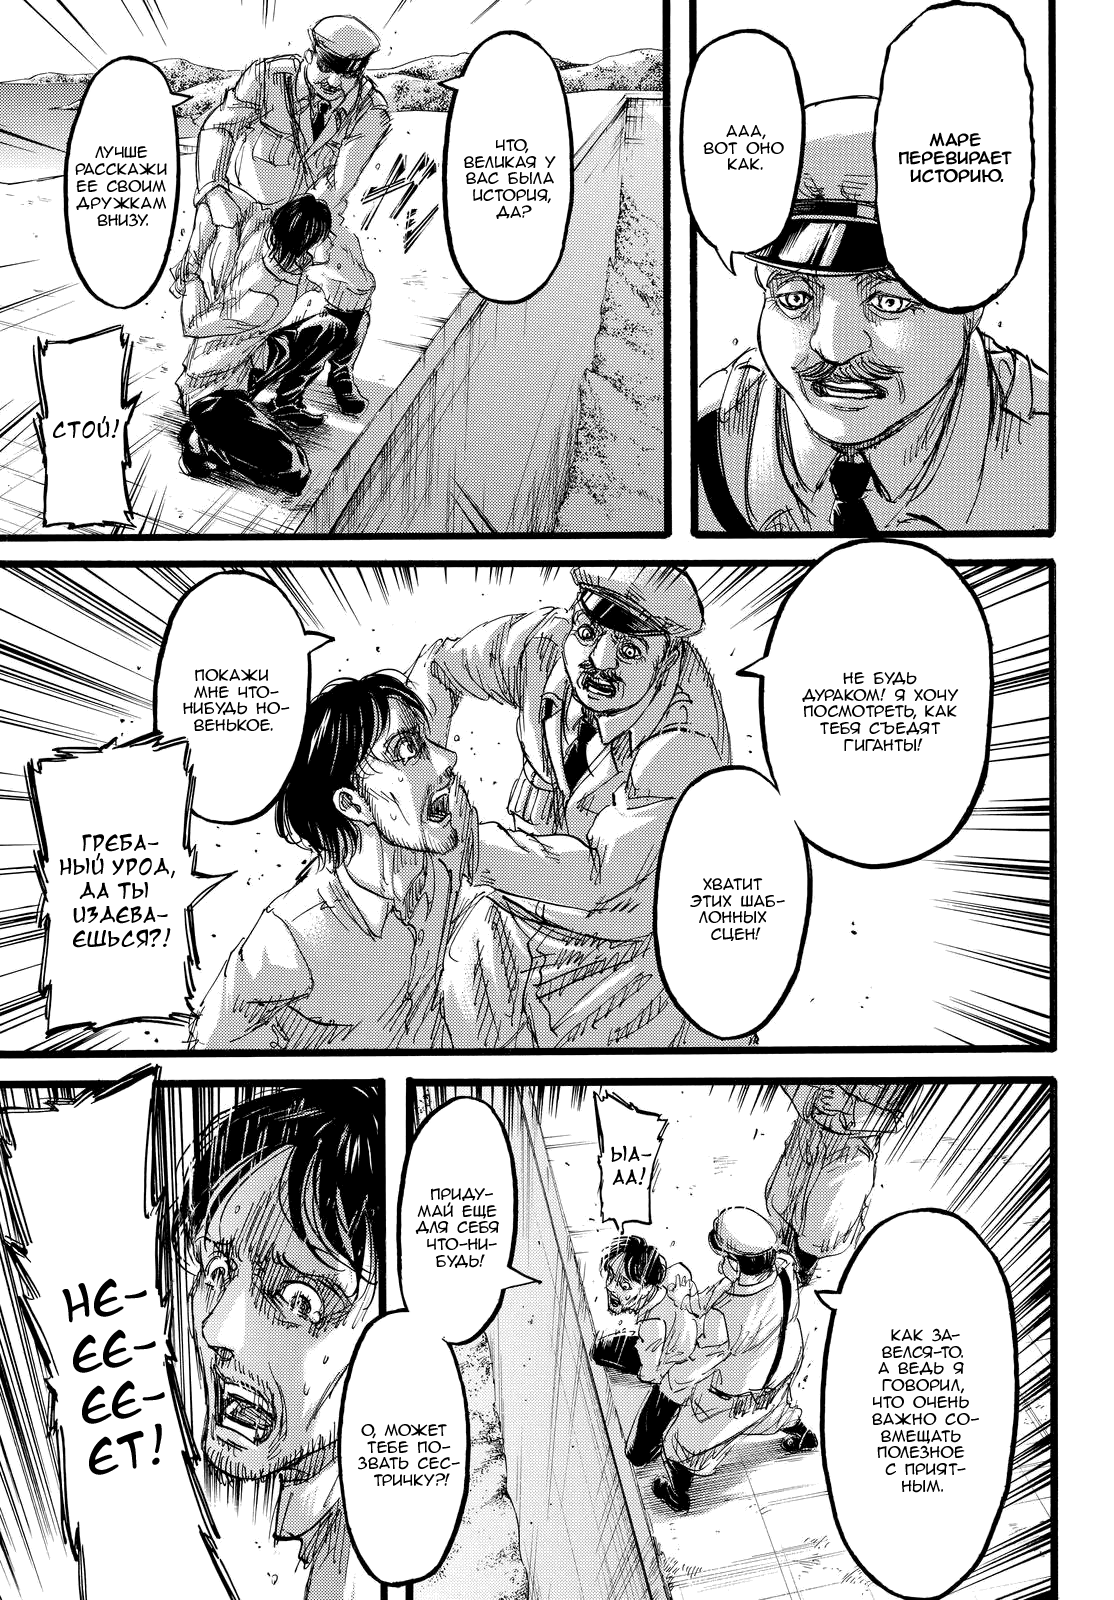 МАРЕ
ПЕРЕВИРАЕТ
ИСТОРИЮ.
ААА,
ВОТ ОНО
КАК.
ЧТО,
ВЕЛИКАЯ У
ВАС БЫЛА
ИСТОРИЯ,
ДА?
ЛУЧШЕ
РАССКАЖИ
ЕЕ СВОИМ
ДРУЖКАМ
ВНИЗУ.
СТОЙ!
НЕ БУДЬ
ДУРАКОМ! Я ХОЧУ
ПОСМОТРЕТЬ, КАК
ТЕБЯ СЪЕДЯТ
ГИГАНТЫ!
ХВАТИТ
ЭТИХ ШАБ-
ЛОННЫХ
СЦЕН!
ПОКАЖИ
МНЕ ЧТО-
НИБУДЬ НО-
ВЕНЬКОЕ.
ГРЕБА-
НЫЙ УРОД,
ДА ТЫ
ИЗДЕВА-
ЕШЬСЯ?!
ЫА-
АА!
КАК ЗА-
ВЕЛСЯ-ТО.
А ВЕДЬ Я
ГОВОРИЛ,
ЧТО ОЧЕНЬ
ВАЖНО СО-
ВМЕЩАТЬ
ПОЛЕЗНОЕ
С ПРИЯТ-
НЫМ.
ПРИДУ-
МАЙ ЕЩЕ
ДЛЯ СЕБЯ
ЧТО-НИ-
БУДЬ!
О, МОЖЕТ
ТЕБЕ ПО-
ЗВАТЬ СЕС-
ТРИЧКУ?!
НЕ-
ЕЕ-
ЕЕ-
ЕТ!